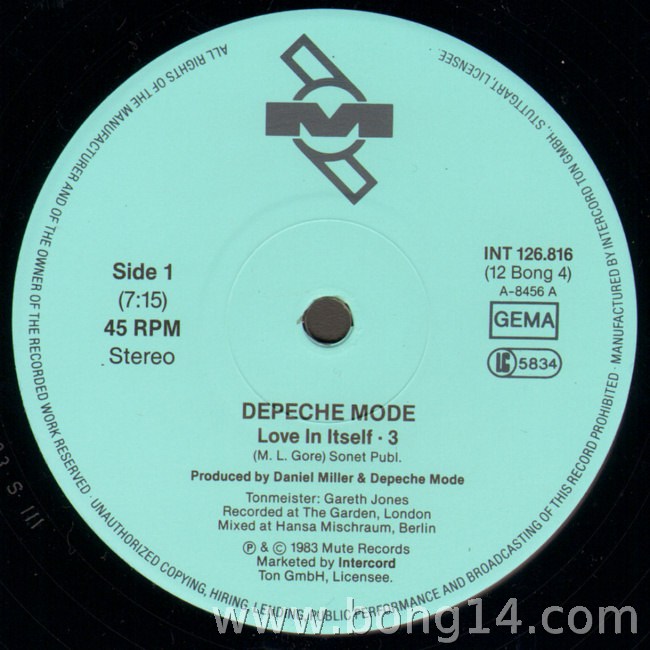 M
Side 1
(7:15)
45 RPM
Stereo
INT 126.816
(12 Bong 4)
A-8456 A
GEMA
LC 5834
DEPECHE MODE
Love In Itself · 3
(M. L. Gore) Sonet Publ.
Produced by Daniel Miller & Depeche Mode
Tonmeister: Gareth Jones
Recorded at The Garden, London
Mixed at Hansa Mischraum, Berlin
Ⓟ & © 1983 Mute Records
Marketed by Intercord
Ton GmbH, Licensee.
ALL RIGHTS OF THE MANUFACTURER AND OF THE OWNER OF THE RECORDED WORK RESERVED · UNAUTHORIZED COPYING, HIRING, LENDING, PUBLIC PERFORMANCE AND BROADCASTING OF THIS RECORD PROHIBITED · MANUFACTURED BY INTERCORD TON GMBH., STUTTGART, LICENSEE.
S III
www.bong14.com